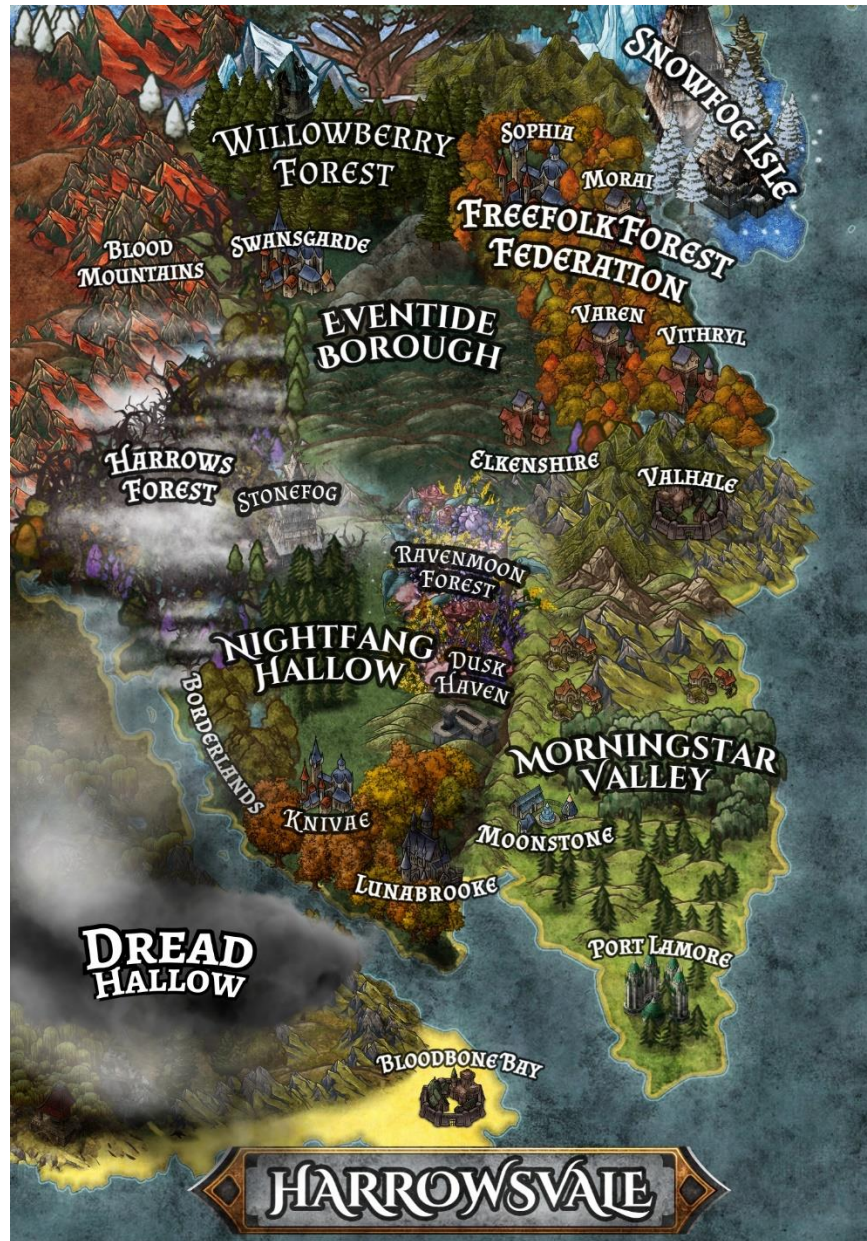 Snowfog Isle
Willowberry
Forest
Sophia
Morai
Freefolk Forest
Federation
Blood
Mountains
Swansgarde
Eventide
Borough
Varen
Vithryl
Harrows
Forest
Stonefog
Elkenshire
Valhale
Ravenmoon
Forest
Nightfang
Hallow
Dusk
Haven
Borderlands
Morningstar
Valley
Knivae
Moonstone
Lunabrooke
Dread
Hallow
Port Lamore
Bloodbone Bay
Harrowsvale